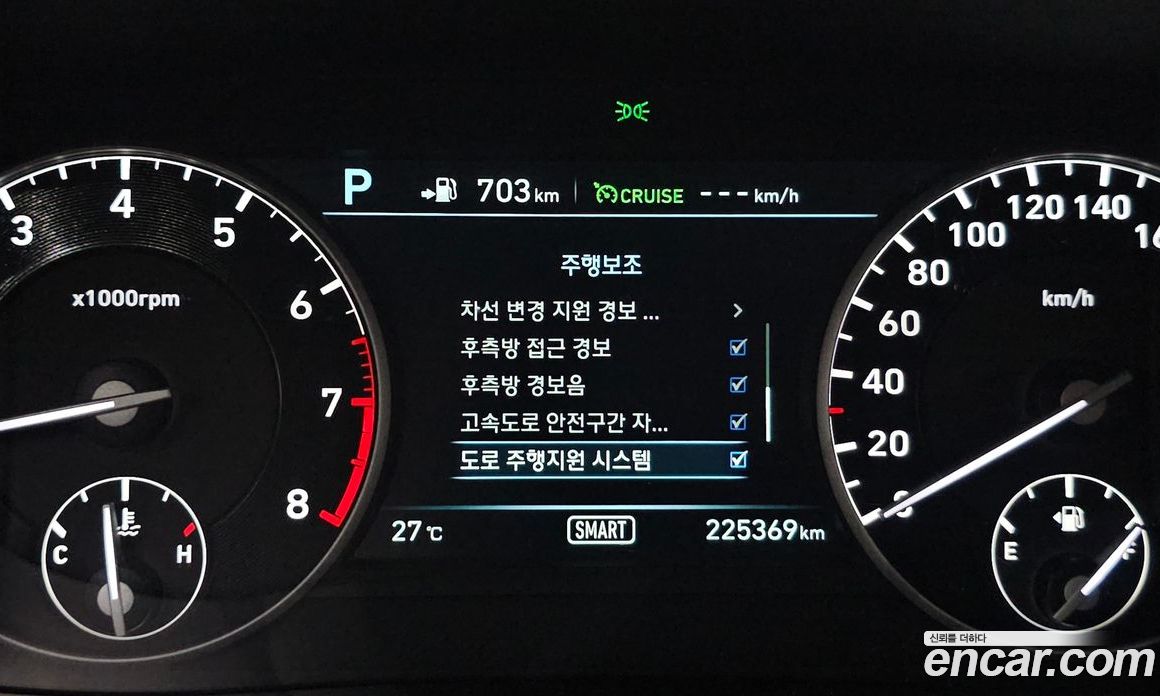 P 703 km CRUISE ---km/h
주행보조
차선 변경 지원 경보 ...
후측방 접근 경보
후측방 경보음
고속도로 안전구간 자...
도로 주행지원 시스템
27 °C SMART 225369 km
3 4 5 6 7 8
x1000rpm
C H
0 20 40 60 80 100 120 140
km/h
E F
신뢰를 더하다
encar.com